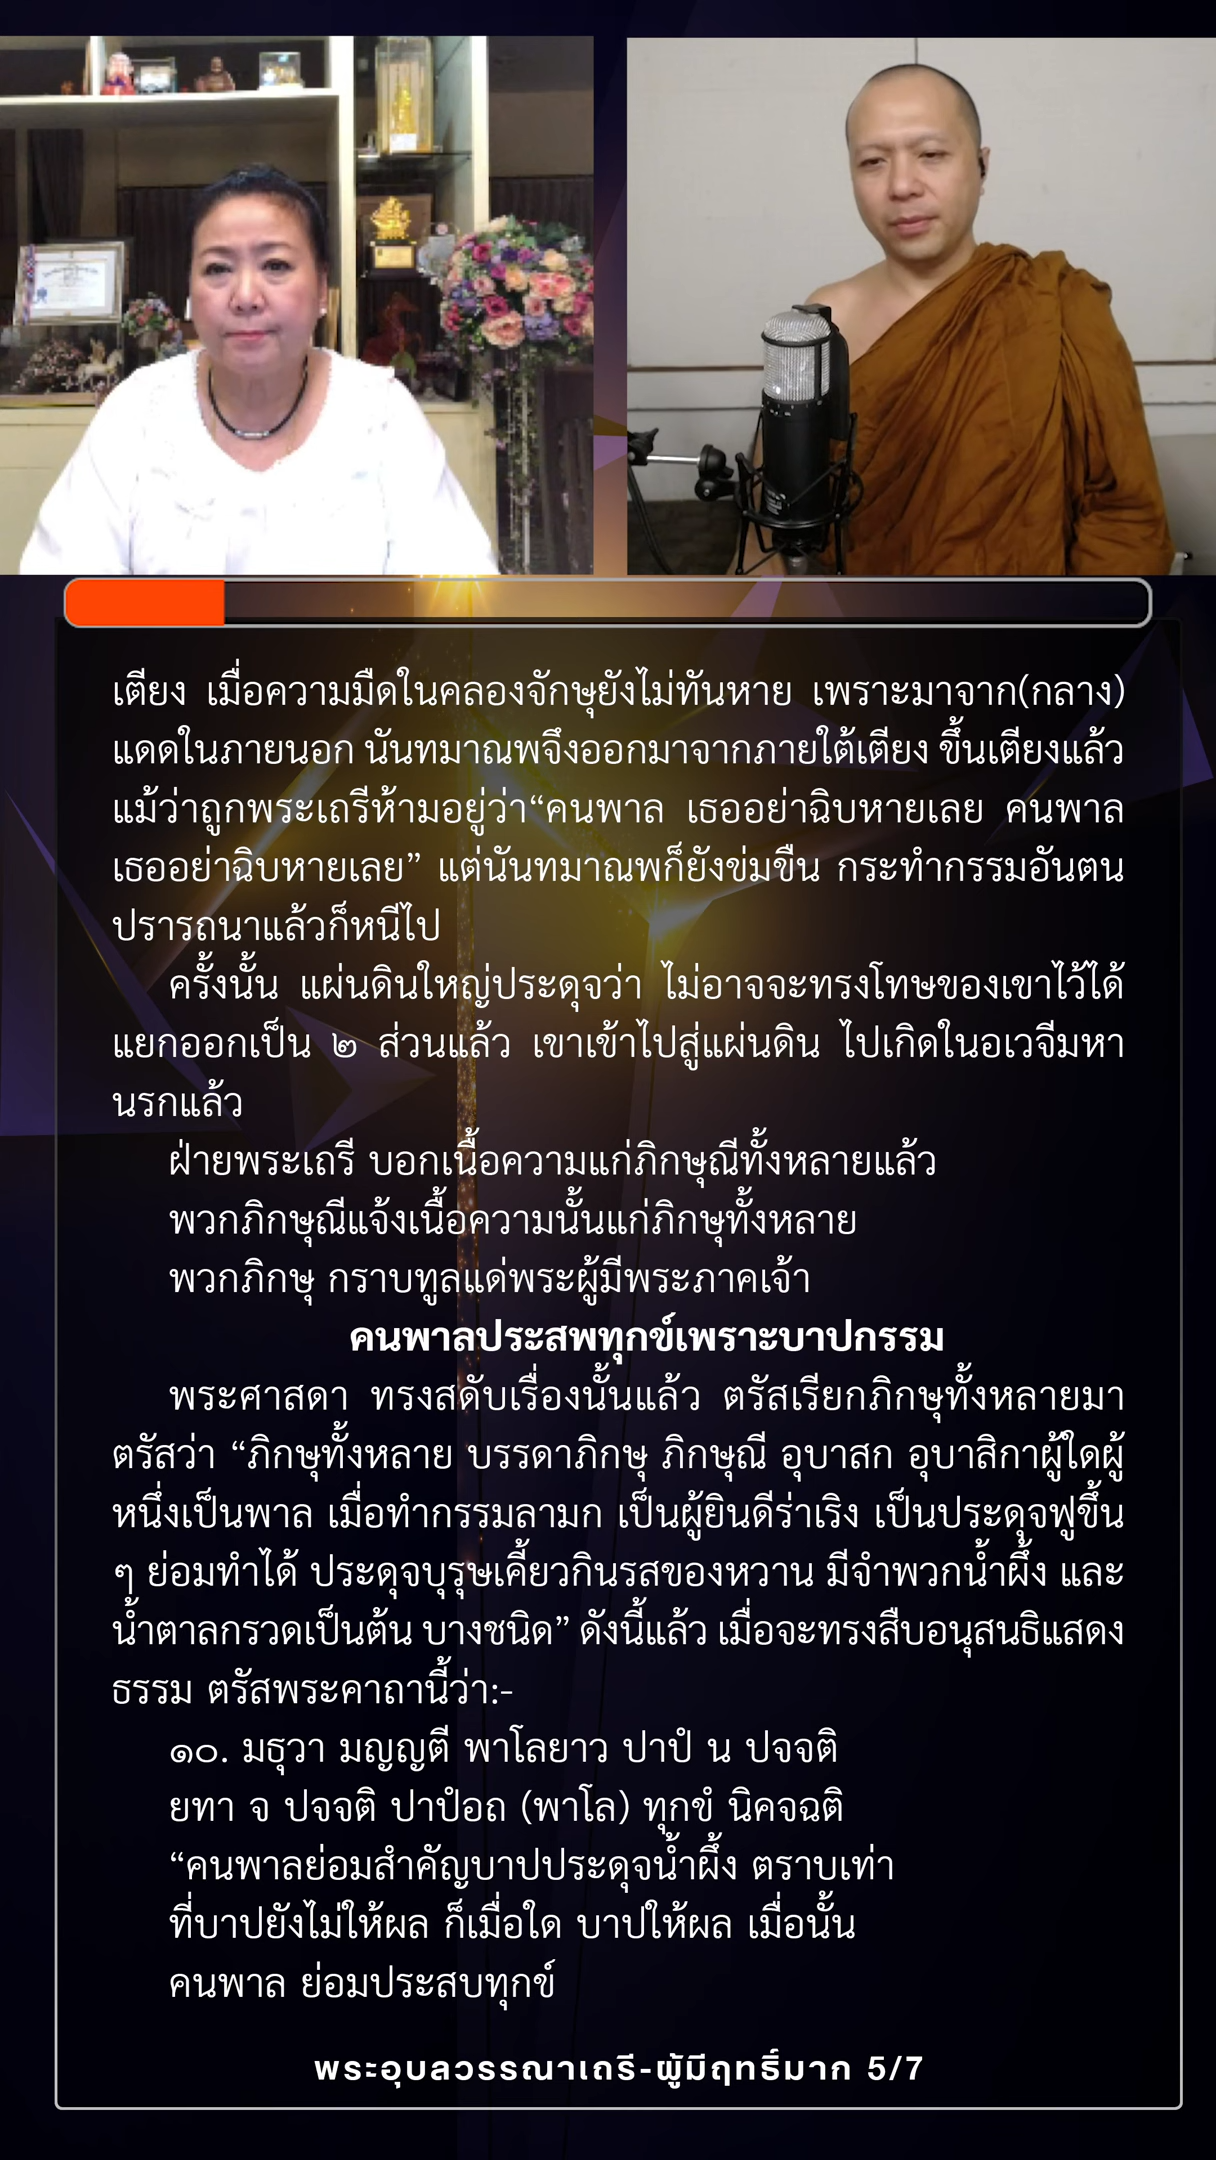 เตียง เมื่อความมืดในคลองจักษุยังไม่ทันหาย เพราะมาจาก(กลาง)
แดดในภายนอก นันทมาณพจึงออกมาจากภายใต้เตียง ขึ้นเตียงแล้ว
แม้ว่าถูกพระเถรีห้ามอยู่ว่า“คนพาล เธออย่าฉิบหายเลย คนพาล
เธออย่าฉิบหายเลย” แต่นันทมาณพก็ยังข่มขืน กระทำกรรมอันตน
ปรารถนาแล้วก็หนีไป
ครั้งนั้น แผ่นดินใหญ่ประดุจว่า ไม่อาจจะทรงโทษของเขาไว้ได้
แยกออกเป็น ๒ ส่วนแล้ว เขาเข้าไปสู่แผ่นดิน ไปเกิดในอเวจีมหา
นรกแล้ว
ฝ่ายพระเถรี บอกเนื้อความแก่ภิกษุณีทั้งหลายแล้ว
พวกภิกษุณีแจ้งเนื้อความนั้นแก่ภิกษุทั้งหลาย
พวกภิกษุ กราบทูลแด่พระผู้มีพระภาคเจ้า
คนพาลประสพทุกข์เพราะบาปกรรม
พระศาสดา ทรงสดับเรื่องนั้นแล้ว ตรัสเรียกภิกษุทั้งหลายมา
ตรัสว่า “ภิกษุทั้งหลาย บรรดาภิกษุ ภิกษุณี อุบาสก อุบาสิกาผู้ใดผู้
หนึ่งเป็นพาล เมื่อทำกรรมลามก เป็นผู้ยินดีร่าเริง เป็นประดุจฟูขึ้น
ๆ ย่อมทำได้ ประดุจบุรุษเคี้ยวกินรสของหวาน มีจำพวกน้ำผึ้ง และ
น้ำตาลกรวดเป็นต้น บางชนิด” ดังนี้แล้ว เมื่อจะทรงสืบอนุสนธิแสดง
ธรรม ตรัสพระคาถานี้ว่า:-
๑๐. มธุวา มญญตี พาโลยาว ปาปํ น ปจจติ
ยทา จ ปจจติ ปาปํอถ (พาโล) ทุกขํ นิคจฉติ
“คนพาลย่อมสำคัญบาปประดุจน้ำผึ้ง ตราบเท่า
ที่บาปยังไม่ให้ผล ก็เมื่อใด บาปให้ผล เมื่อนั้น
คนพาล ย่อมประสบทุกข์
พระอุบลวรรณาเถรี-ผู้มีฤทธิ์มาก 5/7